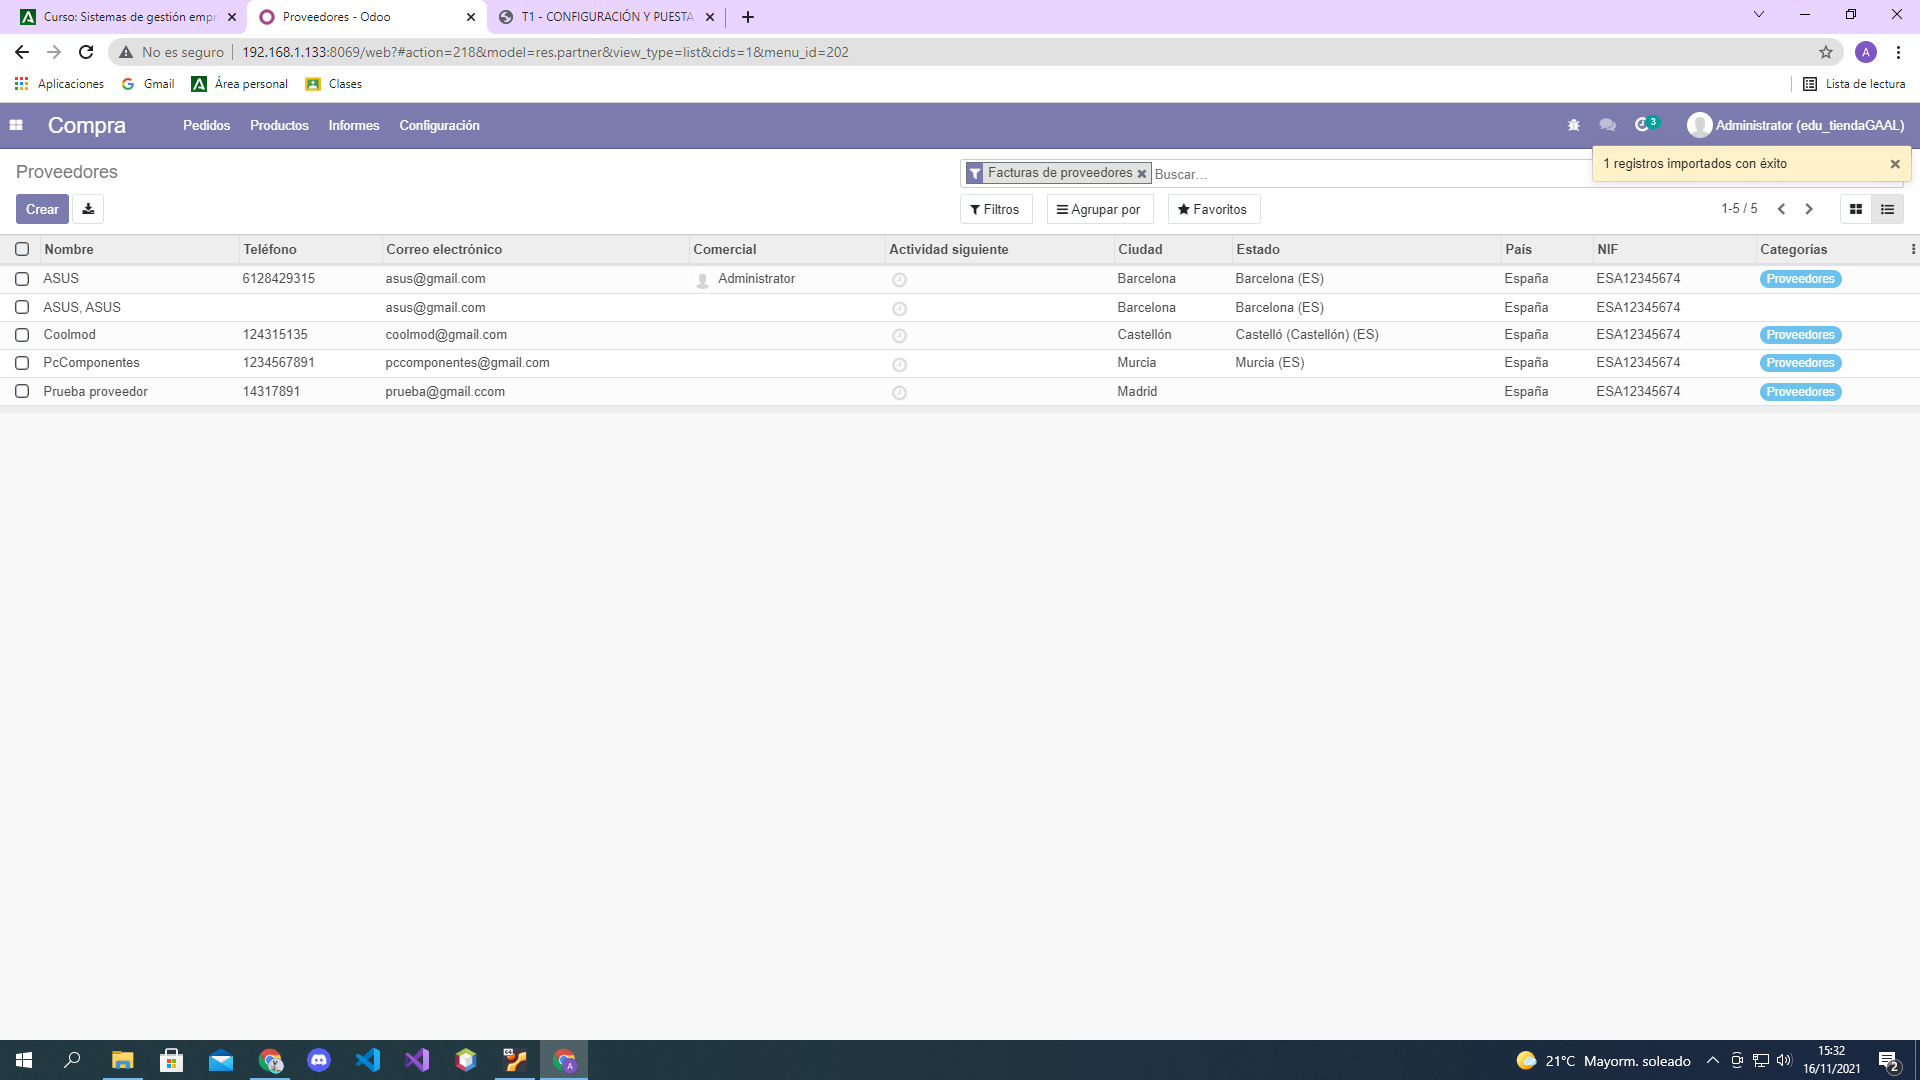 Curso: Sistemas de gestión empr
Proveedores - Odoo
T1 - CONFIGURACIÓN Y PUESTA
No es seguro
192.168.1.133:8069/web?#action=218&model=res.partner&view_type=list&cids=1&menu_id=202
A
Aplicaciones
Gmail
Área personal
Clases
Lista de lectura
Compra
Pedidos
Productos
Informes
Configuración
3
Administrator (edu_tiendaGAAL)
1 registros importados con éxito
Proveedores
Facturas de proveedores
Buscar...
Crear
Filtros
Agrupar por
Favoritos
1-5 / 5
Nombre Teléfono Correo electrónico Comercial Actividad siguiente Ciudad Estado País NIF Categorías
ASUS 6128429315 asus@gmail.com Administrator Barcelona Barcelona (ES) España ESA12345674 Proveedores
ASUS, ASUS asus@gmail.com Barcelona Barcelona (ES) España ESA12345674
Coolmod 124315135 coolmod@gmail.com Castellón Castelló (Castellón) (ES) España ESA12345674 Proveedores
PcComponentes 1234567891 pccomponentes@gmail.com Murcia Murcia (ES) España ESA12345674 Proveedores
Prueba proveedor 14317891 prueba@gmail.ccom Madrid España ESA12345674 Proveedores
21°C Mayorm. soleado
15:32
16/11/2021
2